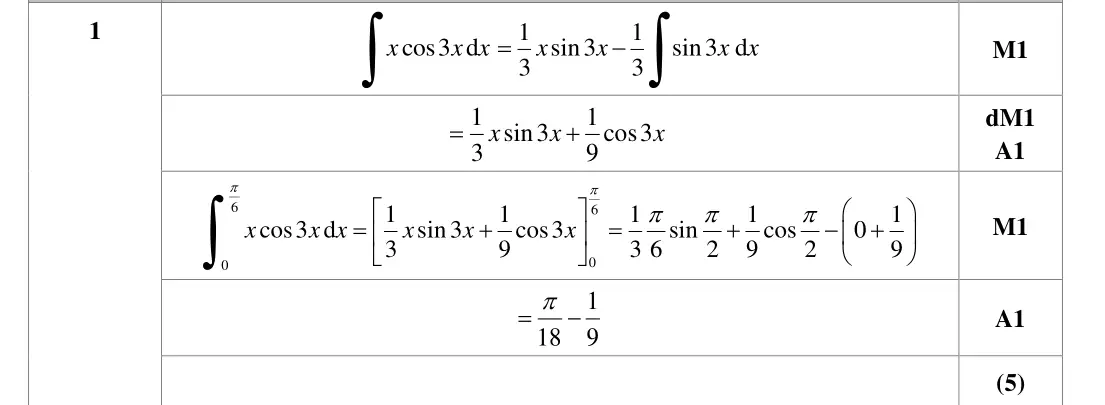 1
∫ x cos 3x dx = 1/3 x sin 3x − 1/3 ∫ sin 3x dx
M1
= 1/3 x sin 3x + 1/9 cos 3x
dM1
A1
∫₀^(π/6) x cos 3x dx = [1/3 x sin 3x + 1/9 cos 3x]₀^(π/6) = 1/3 π/6 sin π/2 + 1/9 cos π/2 − (0 + 1/9)
M1
= π/18 − 1/9
A1
(5)